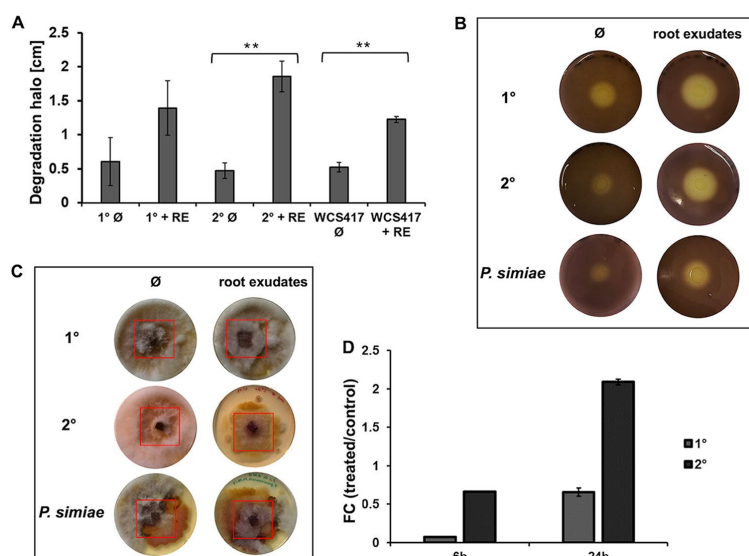 A
Degradation halo [cm]
2.5
2
1.5
1
0.5
0
**
**
1° Ø
1° + RE
2° Ø
2° + RE
WCS417 Ø
WCS417 + RE
B
Ø
root exudates
1°
2°
P. simiae
C
Ø
root exudates
1°
2°
P. simiae
D
FC (treated/control)
2.5
2
1.5
1
0.5
0
1°
2°
6h
24h